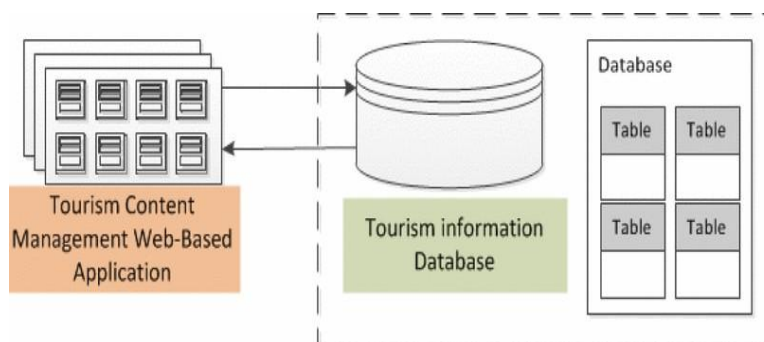 Tourism Content
Management Web-Based
Application
Tourism information
Database
Database
Table Table
Table Table